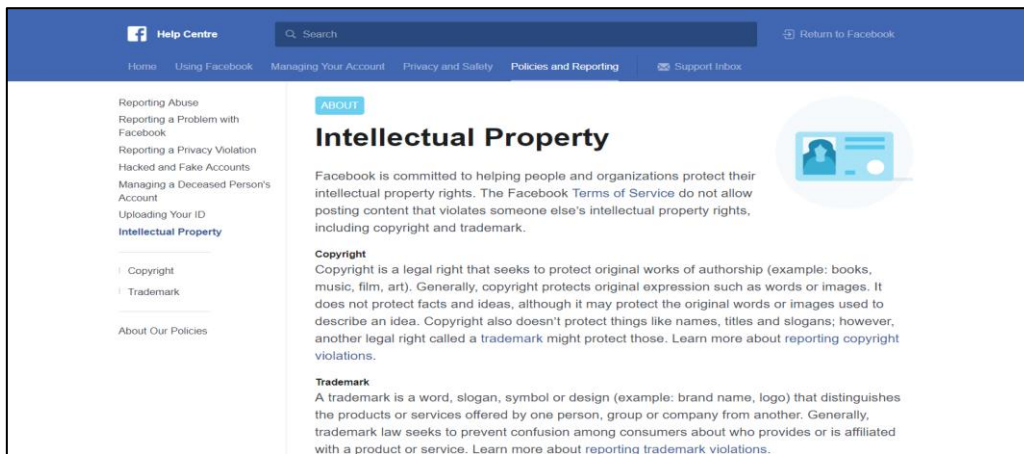 Help Centre
Search
Return to Facebook
Home Using Facebook Managing Your Account Privacy and Safety Policies and Reporting Support Inbox
Reporting Abuse
Reporting a Problem with
Facebook
Reporting a Privacy Violation
Hacked and Fake Accounts
Managing a Deceased Person's
Account
Uploading Your ID
Intellectual Property
Copyright
Trademark
About Our Policies
ABOUT
Intellectual Property
Facebook is committed to helping people and organizations protect their
intellectual property rights. The Facebook Terms of Service do not allow
posting content that violates someone else's intellectual property rights,
including copyright and trademark.
Copyright
Copyright is a legal right that seeks to protect original works of authorship (example: books,
music, film, art). Generally, copyright protects original expression such as words or images. It
does not protect facts and ideas, although it may protect the original words or images used to
describe an idea. Copyright also doesn't protect things like names, titles and slogans; however,
another legal right called a trademark might protect those. Learn more about reporting copyright
violations.
Trademark
A trademark is a word, slogan, symbol or design (example: brand name, logo) that distinguishes
the products or services offered by one person, group or company from another. Generally,
trademark law seeks to prevent confusion among consumers about who provides or is affiliated
with a product or service. Learn more about reporting trademark violations.